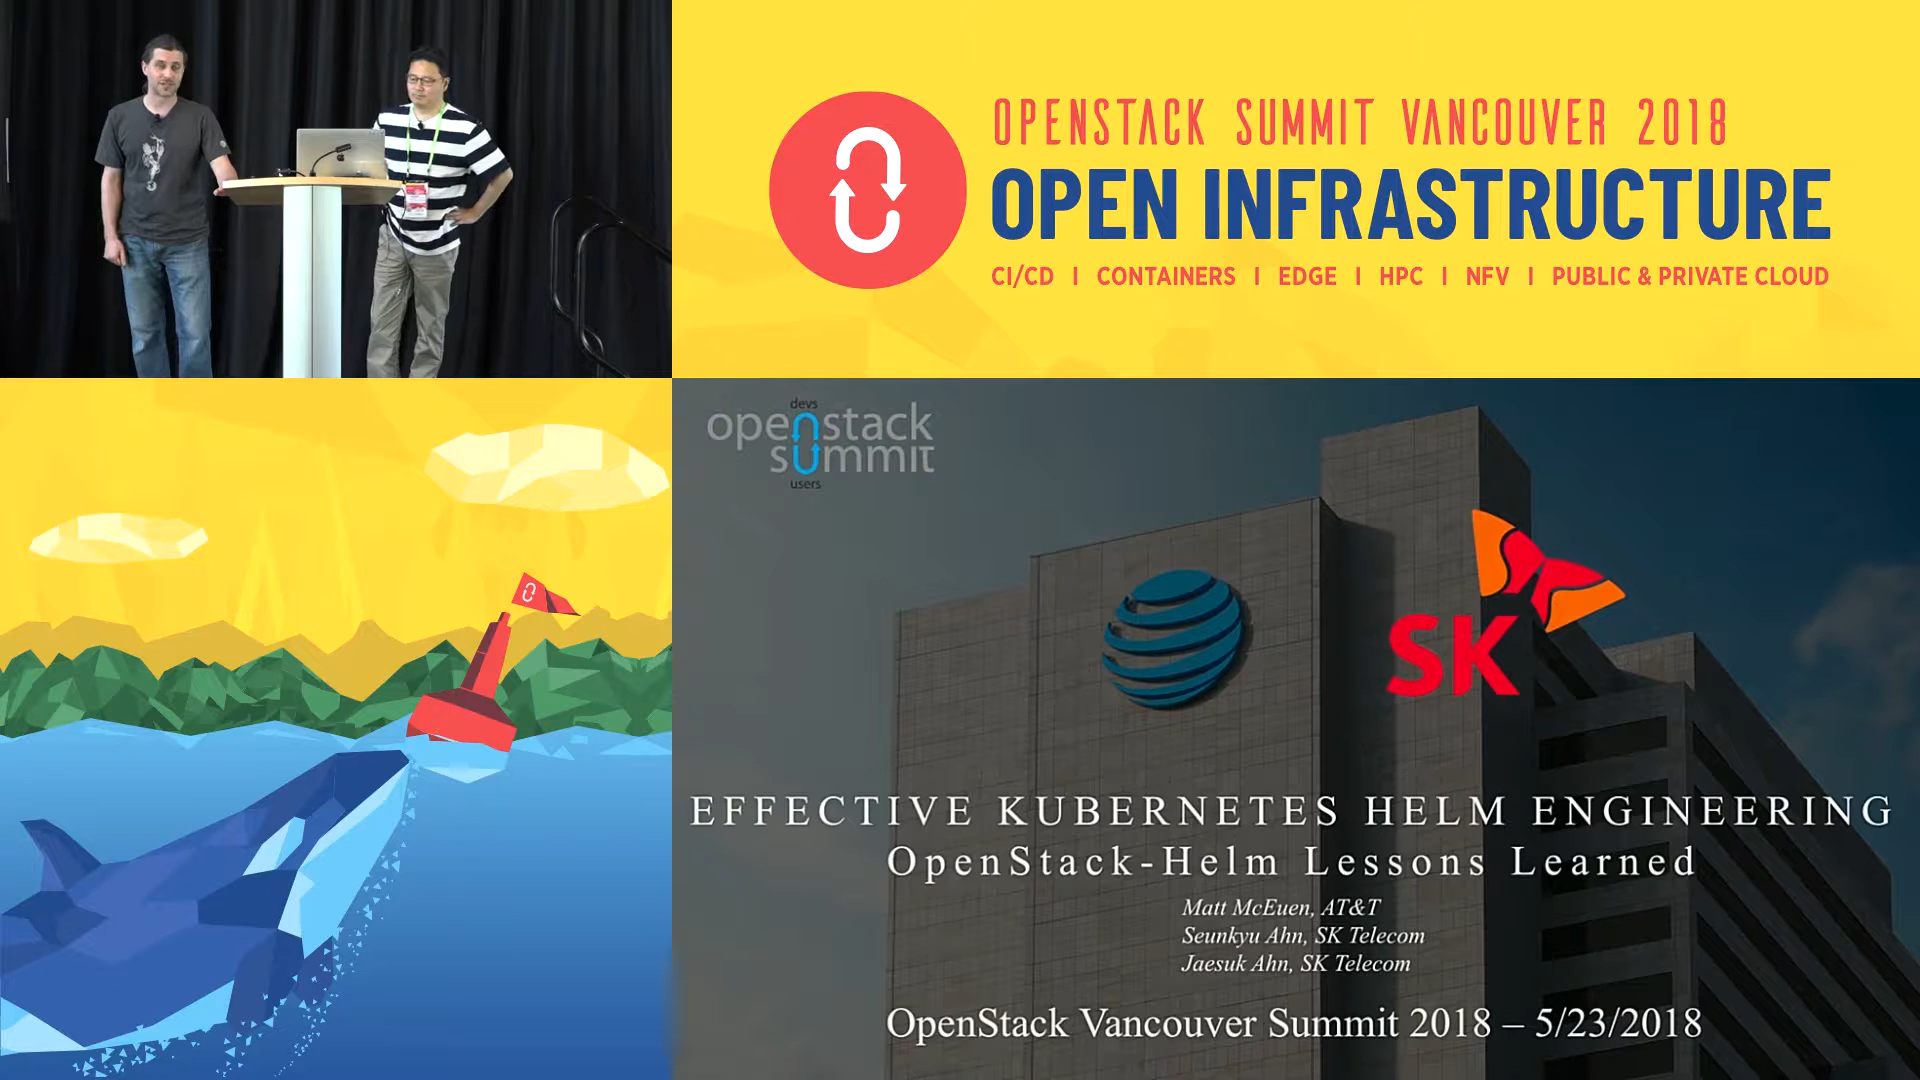 OPENSTACK SUMMIT VANCOUVER 2018
OPEN INFRASTRUCTURE
CI/CD I CONTAINERS I EDGE I HPC I NFV I PUBLIC & PRIVATE CLOUD
devs
openstack
summit
users
SK
EFFECTIVE KUBERNETES HELM ENGINEERING
OpenStack-Helm Lessons Learned
Matt McEuen, AT&T
Seunkyu Ahn, SK Telecom
Jaesuk Ahn, SK Telecom
OpenStack Vancouver Summit 2018 – 5/23/2018